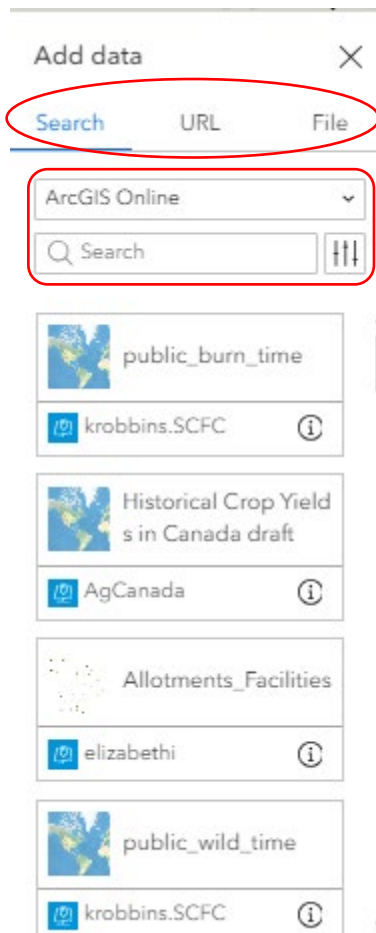 Add data
Search URL File
ArcGIS Online
Search
public_burn_time
krobbins.SCFC
Historical Crop Yield
s in Canada draft
AgCanada
Allotments_Facilities
elizabethi
public_wild_time
krobbins.SCFC